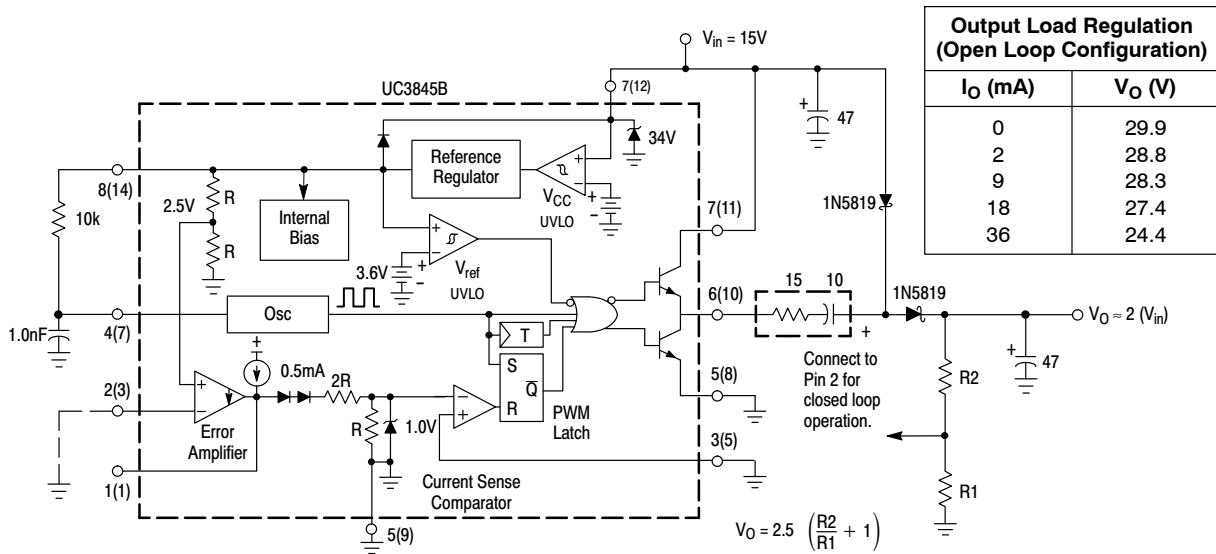 Output Load Regulation
(Open Loop Configuration)
I_O (mA) V_O (V)
0 29.9
2 28.8
9 28.3
18 27.4
36 24.4
V_in = 15V
UC3845B
7(12)
34V
+
47
8(14)
R
Reference
Regulator
+
−
V_CC
UVLO
+
−
1N5819
10k
2.5V
Internal
Bias
R
+
−
V_ref
UVLO
3.6V
+
−
7(11)
15
10
1N5819
6(10)
+
V_O ≈ 2 (V_in)
Osc
T
1.0nF
4(7)
+
0.5mA
S
Q̅
R
PWM
Latch
5(8)
Connect to
Pin 2 for
closed loop
operation.
R2
+
47
2(3)
+
−
2R
−
+
Error
Amplifier
R
1.0V
3(5)
R1
1(1)
Current Sense
Comparator
5(9)
V_O = 2.5 (R2/R1 + 1)